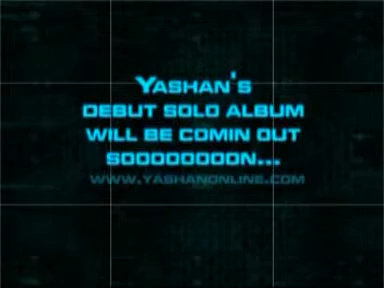 Yashan's
debut solo album
will be comin out
soooooooon...
www.yashanonline.com